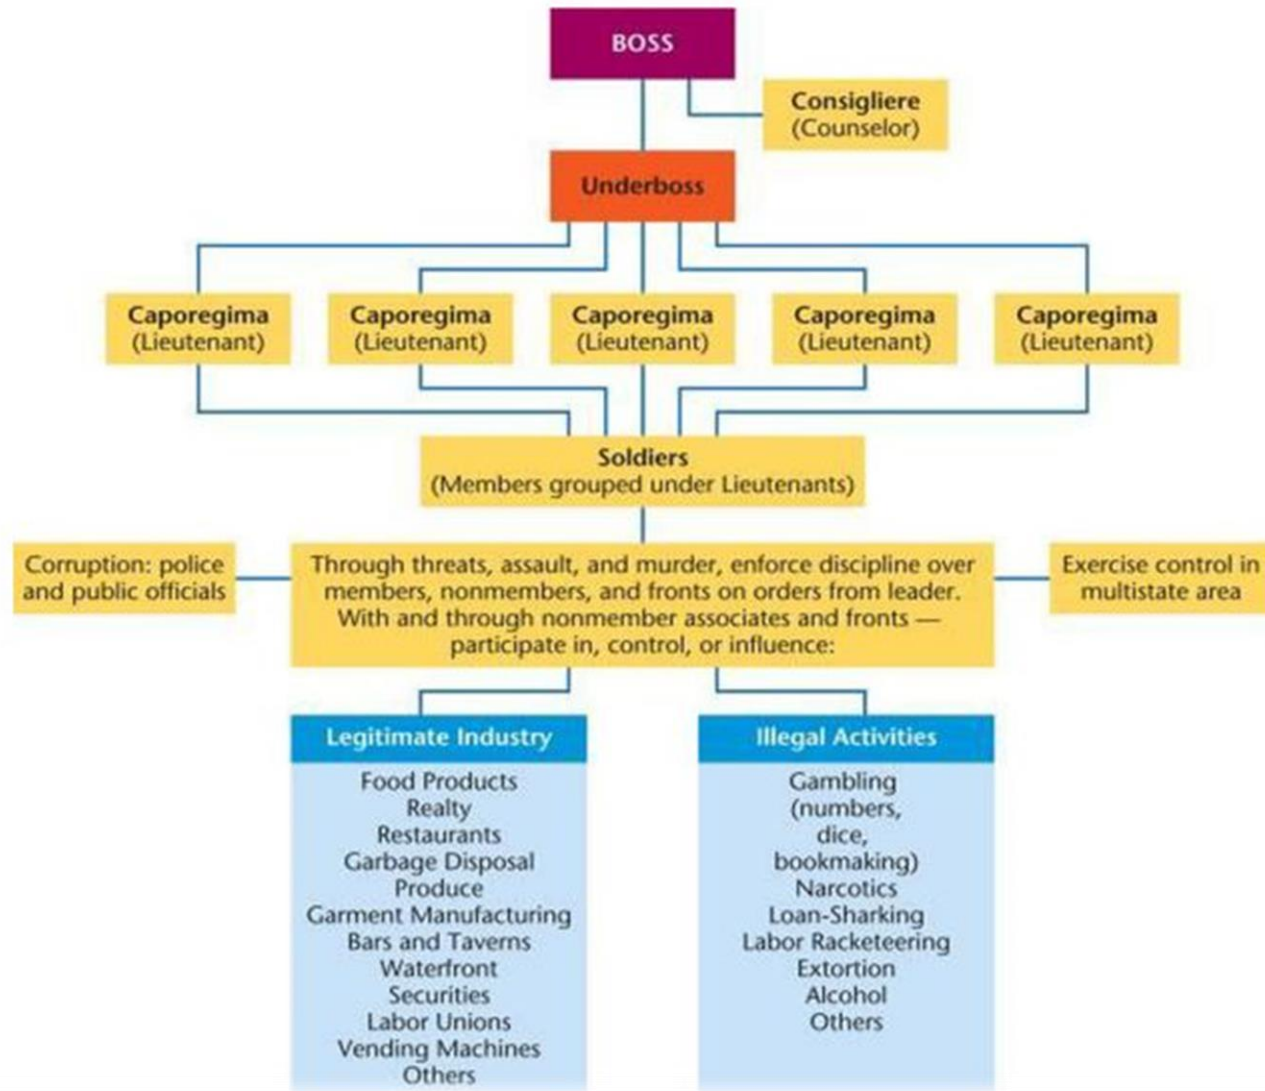 BOSS
Consigliere
(Counselor)
Underboss
Caporegima
(Lieutenant)
Caporegima
(Lieutenant)
Caporegima
(Lieutenant)
Caporegima
(Lieutenant)
Caporegima
(Lieutenant)
Soldiers
(Members grouped under Lieutenants)
Corruption: police
and public officials
Through threats, assault, and murder, enforce discipline over
members, nonmembers, and fronts on orders from leader.
With and through nonmember associates and fronts —
participate in, control, or influence:
Exercise control in
multistate area
Legitimate Industry
Food Products
Realty
Restaurants
Garbage Disposal
Produce
Garment Manufacturing
Bars and Taverns
Waterfront
Securities
Labor Unions
Vending Machines
Others
Illegal Activities
Gambling
(numbers,
dice,
bookmaking)
Narcotics
Loan-Sharking
Labor Racketeering
Extortion
Alcohol
Others